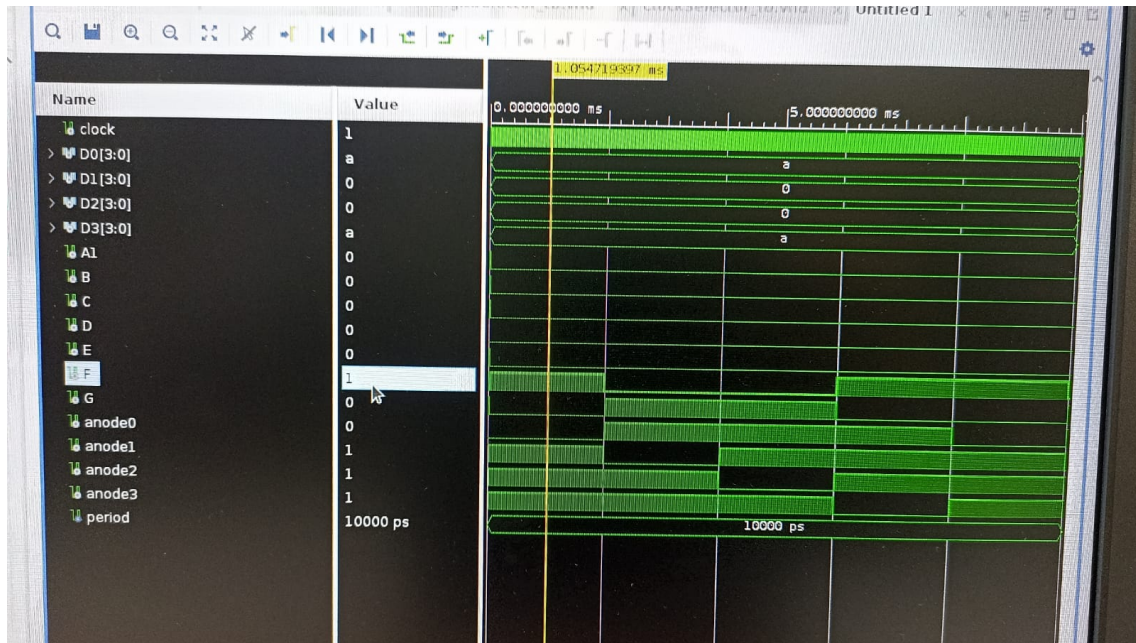 Untitled 1
1.054719397 ms
Name Value
0.000000000 ms 5.000000000 ms
clock 1
D0[3:0] a a
D1[3:0] 0 0
D2[3:0] 0 0
D3[3:0] a a
A1 0
B 0
C 0
D 0
E 0
F 1
G 0
anode0 0
anode1 1
anode2 1
anode3 1
period 10000 ps 10000 ps